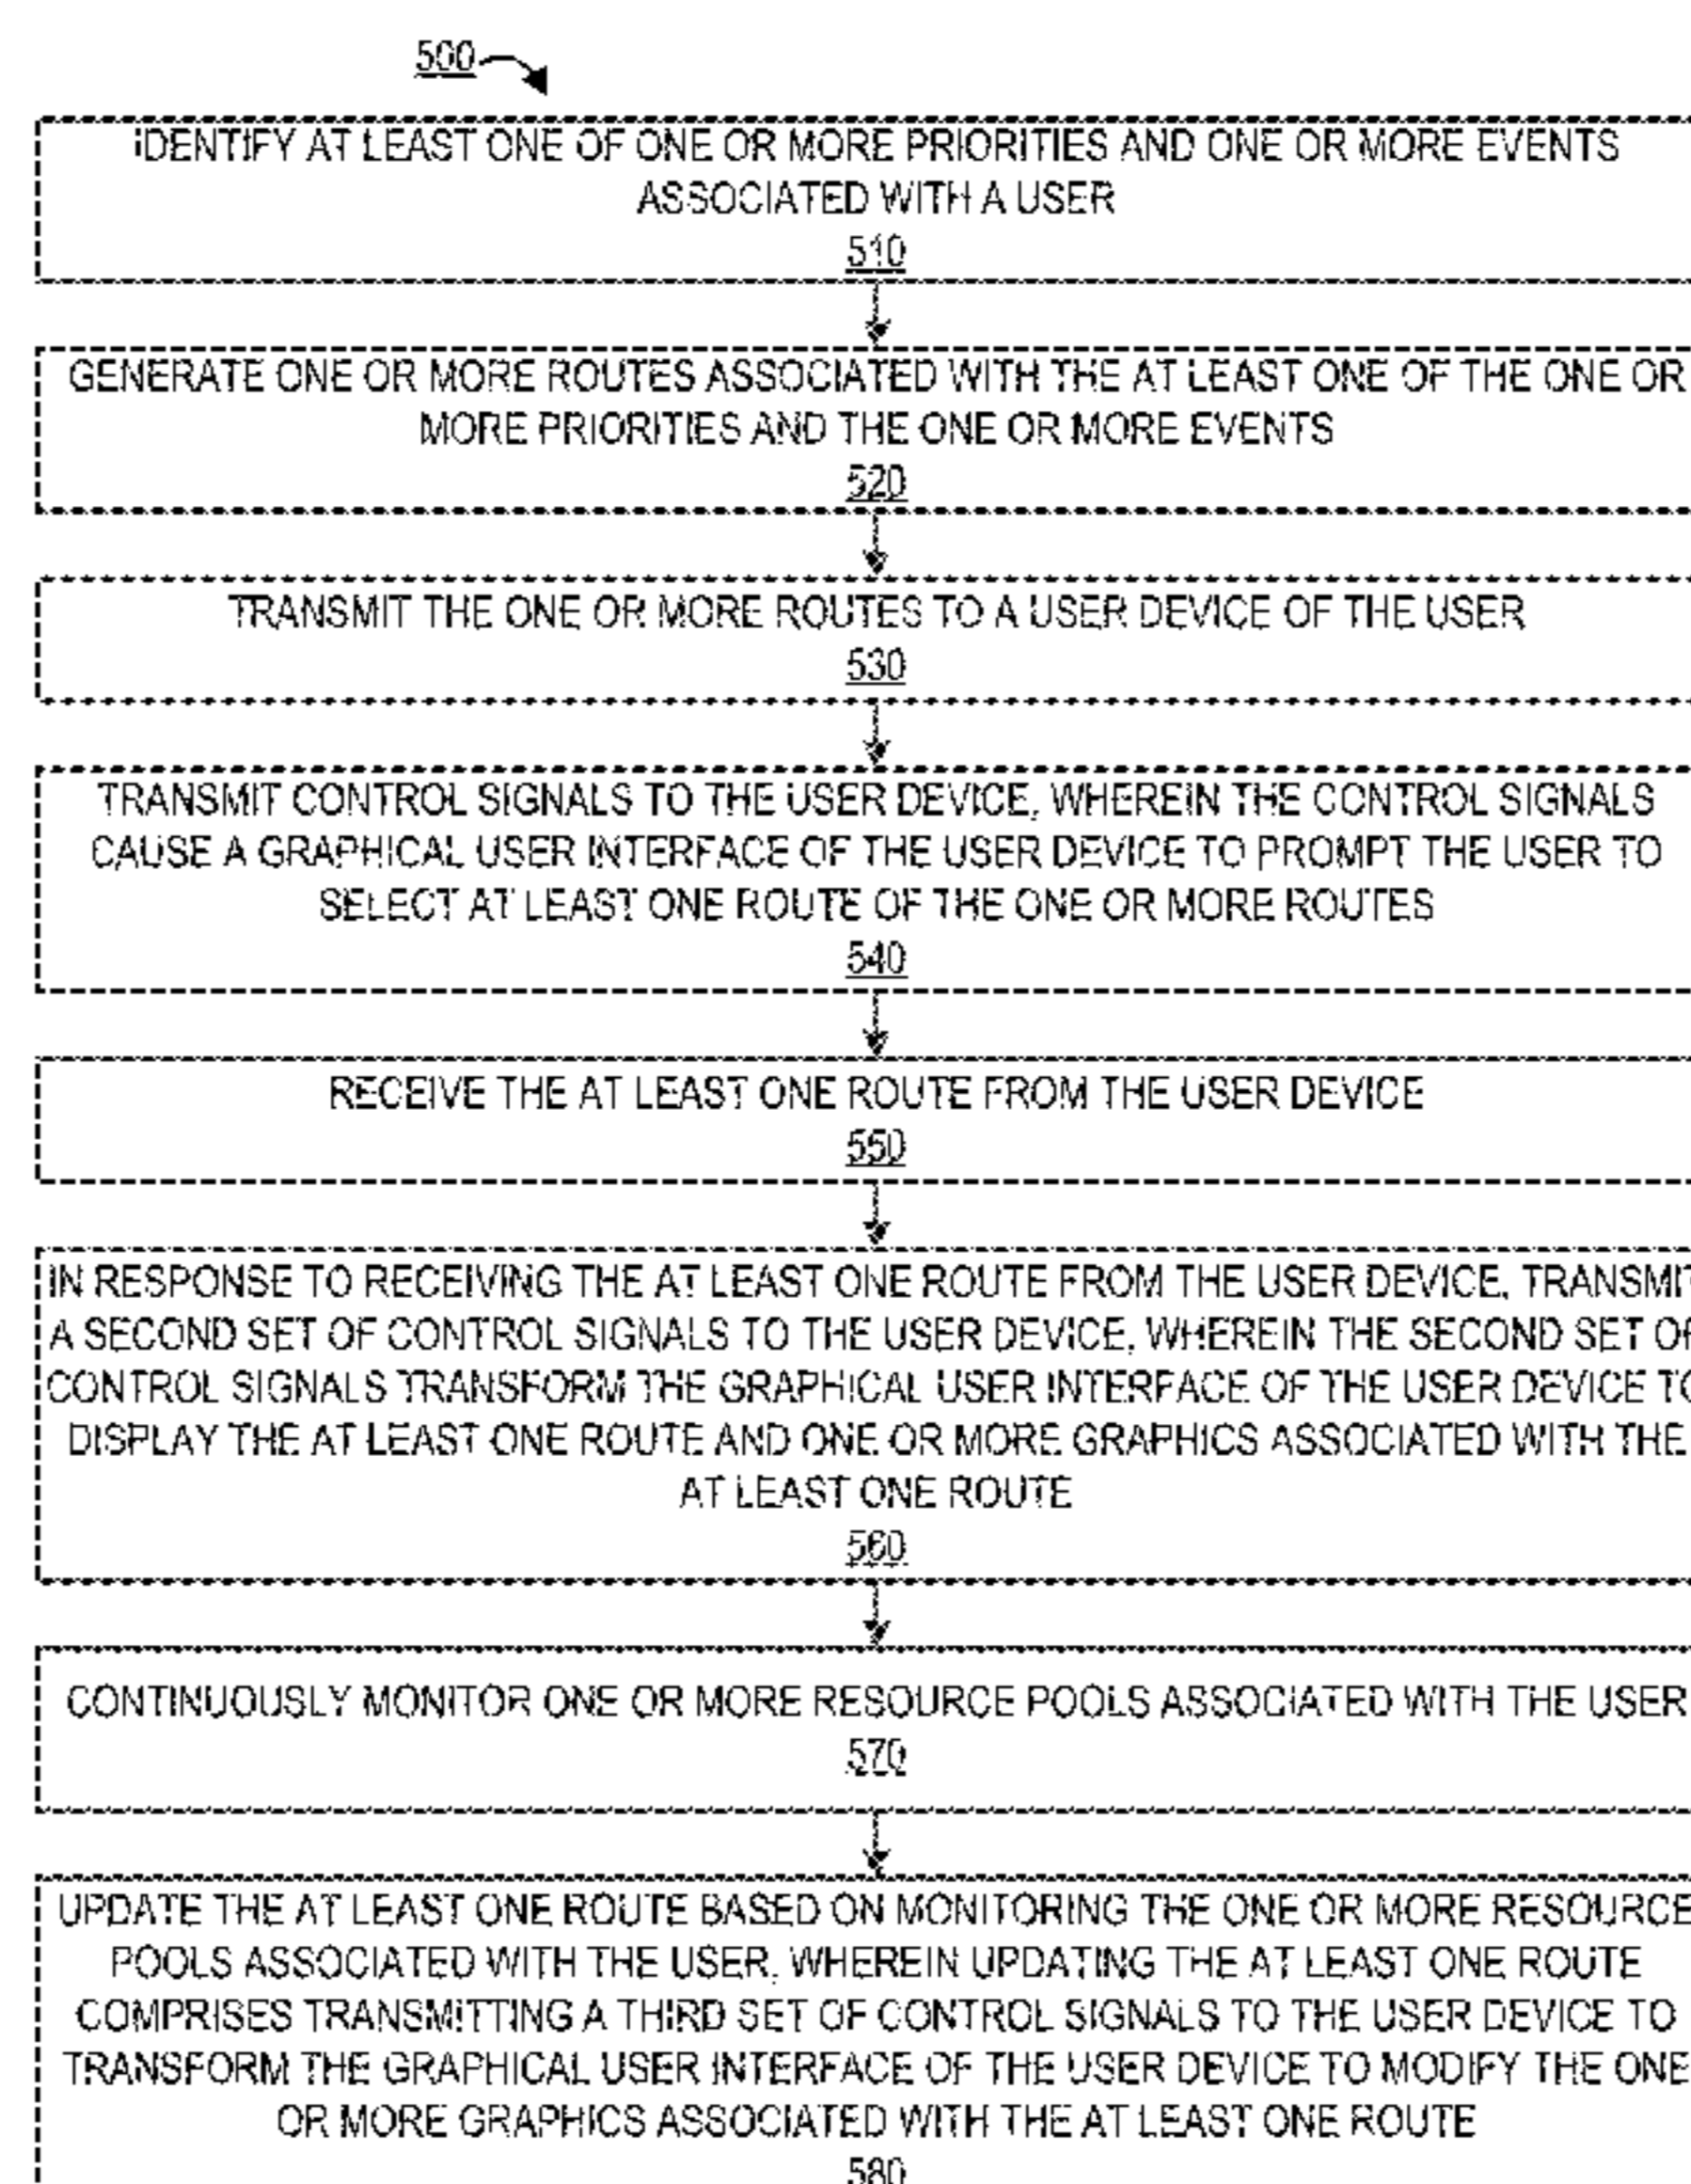 500
IDENTIFY AT LEAST ONE OF ONE OR MORE PRIORITIES AND ONE OR MORE EVENTS
ASSOCIATED WITH A USER
510
GENERATE ONE OR MORE ROUTES ASSOCIATED WITH THE AT LEAST ONE OF THE ONE OR
MORE PRIORITIES AND THE ONE OR MORE EVENTS
520
TRANSMIT THE ONE OR MORE ROUTES TO A USER DEVICE OF THE USER
530
TRANSMIT CONTROL SIGNALS TO THE USER DEVICE, WHEREIN THE CONTROL SIGNALS
CAUSE A GRAPHICAL USER INTERFACE OF THE USER DEVICE TO PROMPT THE USER TO
SELECT AT LEAST ONE ROUTE OF THE ONE OR MORE ROUTES
540
RECEIVE THE AT LEAST ONE ROUTE FROM THE USER DEVICE
550
IN RESPONSE TO RECEIVING THE AT LEAST ONE ROUTE FROM THE USER DEVICE, TRANSMIT
A SECOND SET OF CONTROL SIGNALS TO THE USER DEVICE, WHEREIN THE SECOND SET OF
CONTROL SIGNALS TRANSFORM THE GRAPHICAL USER INTERFACE OF THE USER DEVICE TO
DISPLAY THE AT LEAST ONE ROUTE AND ONE OR MORE GRAPHICS ASSOCIATED WITH THE
AT LEAST ONE ROUTE
560
CONTINUOUSLY MONITOR ONE OR MORE RESOURCE POOLS ASSOCIATED WITH THE USER
570
UPDATE THE AT LEAST ONE ROUTE BASED ON MONITORING THE ONE OR MORE RESOURCE
POOLS ASSOCIATED WITH THE USER, WHEREIN UPDATING THE AT LEAST ONE ROUTE
COMPRISES TRANSMITTING A THIRD SET OF CONTROL SIGNALS TO THE USER DEVICE TO
TRANSFORM THE GRAPHICAL USER INTERFACE OF THE USER DEVICE TO MODIFY THE ONE
OR MORE GRAPHICS ASSOCIATED WITH THE AT LEAST ONE ROUTE
580